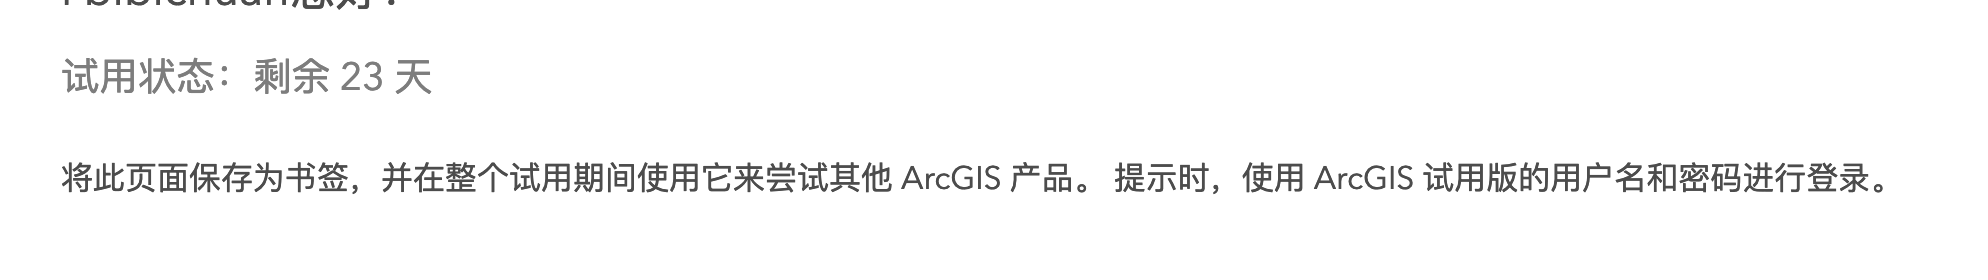 试用状态：剩余 23 天
将此页面保存为书签，并在整个试用期间使用它来尝试其他 ArcGIS 产品。 提示时，使用 ArcGIS 试用版的用户名和密码进行登录。